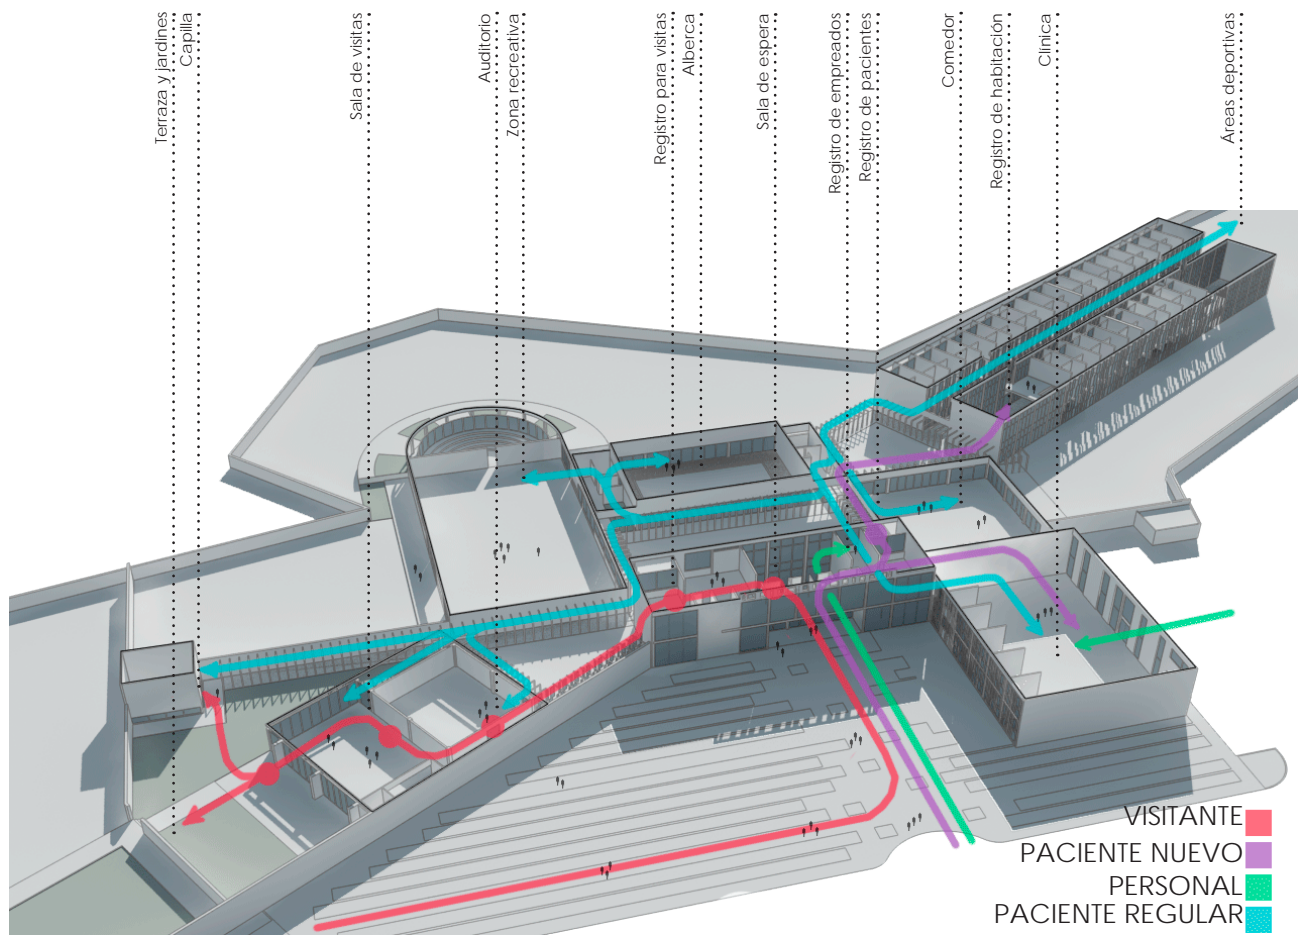 Terraza y jardines
Capilla
Sala de visitas
Auditorio
Zona recreativa
Registro para visitas
Alberca
Sala de espera
Registro de empreados
Registro de pacientes
Comedor
Registro de habitación
Clínica
Áreas deportivas
VISITANTE
PACIENTE NUEVO
PERSONAL
PACIENTE REGULAR